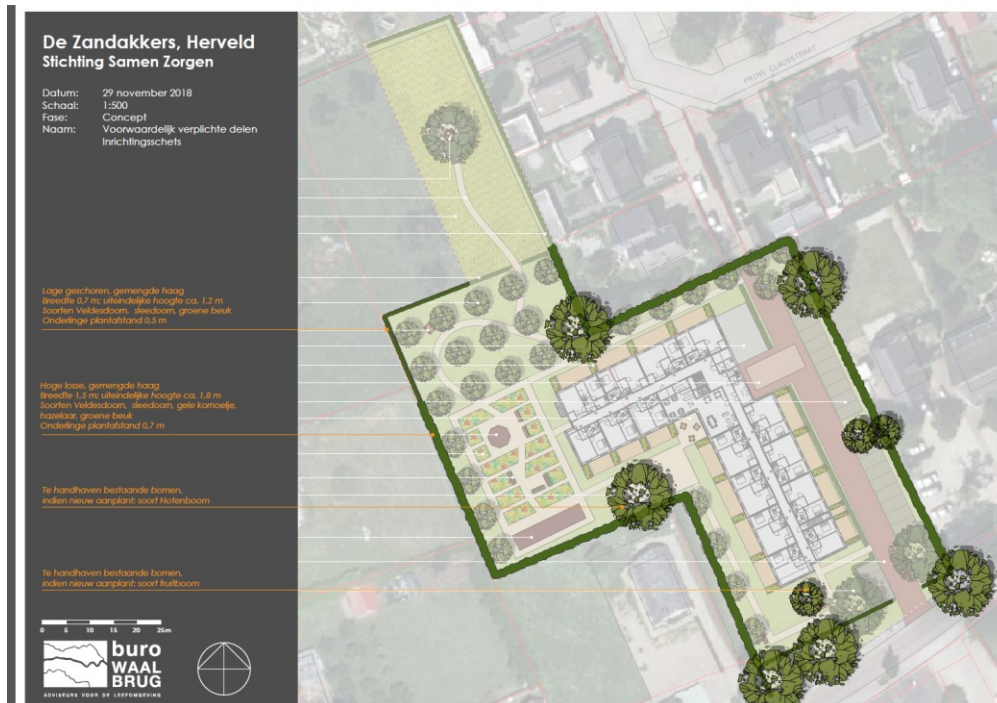 De Zandakkers, Herveld
Stichting Samen Zorgen
Datum: 29 november 2018
Schaal: 1:500
Fase: Concept
Naam: Voorwaardelijk verplichte delen
Inrichtingsschets
PRINS CLAUSSTRAAT
Lage geschoren, gemengde haag
Breedte 0,7 m; uiteindelijke hoogte ca. 1,2 m
Soorten Veldesdoorn, sleedoorn, groene beuk
Onderlinge plantafstand 0,5 m
Hoge losse, gemengde haag
Breedte 1,5 m; uiteindelijke hoogte ca. 1,8 m
Soorten Veldesdoorn, sleedoorn, gele kornoelje,
hazelaar, groene beuk
Onderlinge plantafstand 0,7 m
Te handhaven bestaande bomen,
indien nieuw aanplant: soort Notenboom
Te handhaven bestaande bomen,
indien nieuw aanplant: soort fruitboom
0 5 10 15 20 25m
buro
WAAL
BRUG
ADVISEURS VOOR DE LEEFOMGEVING